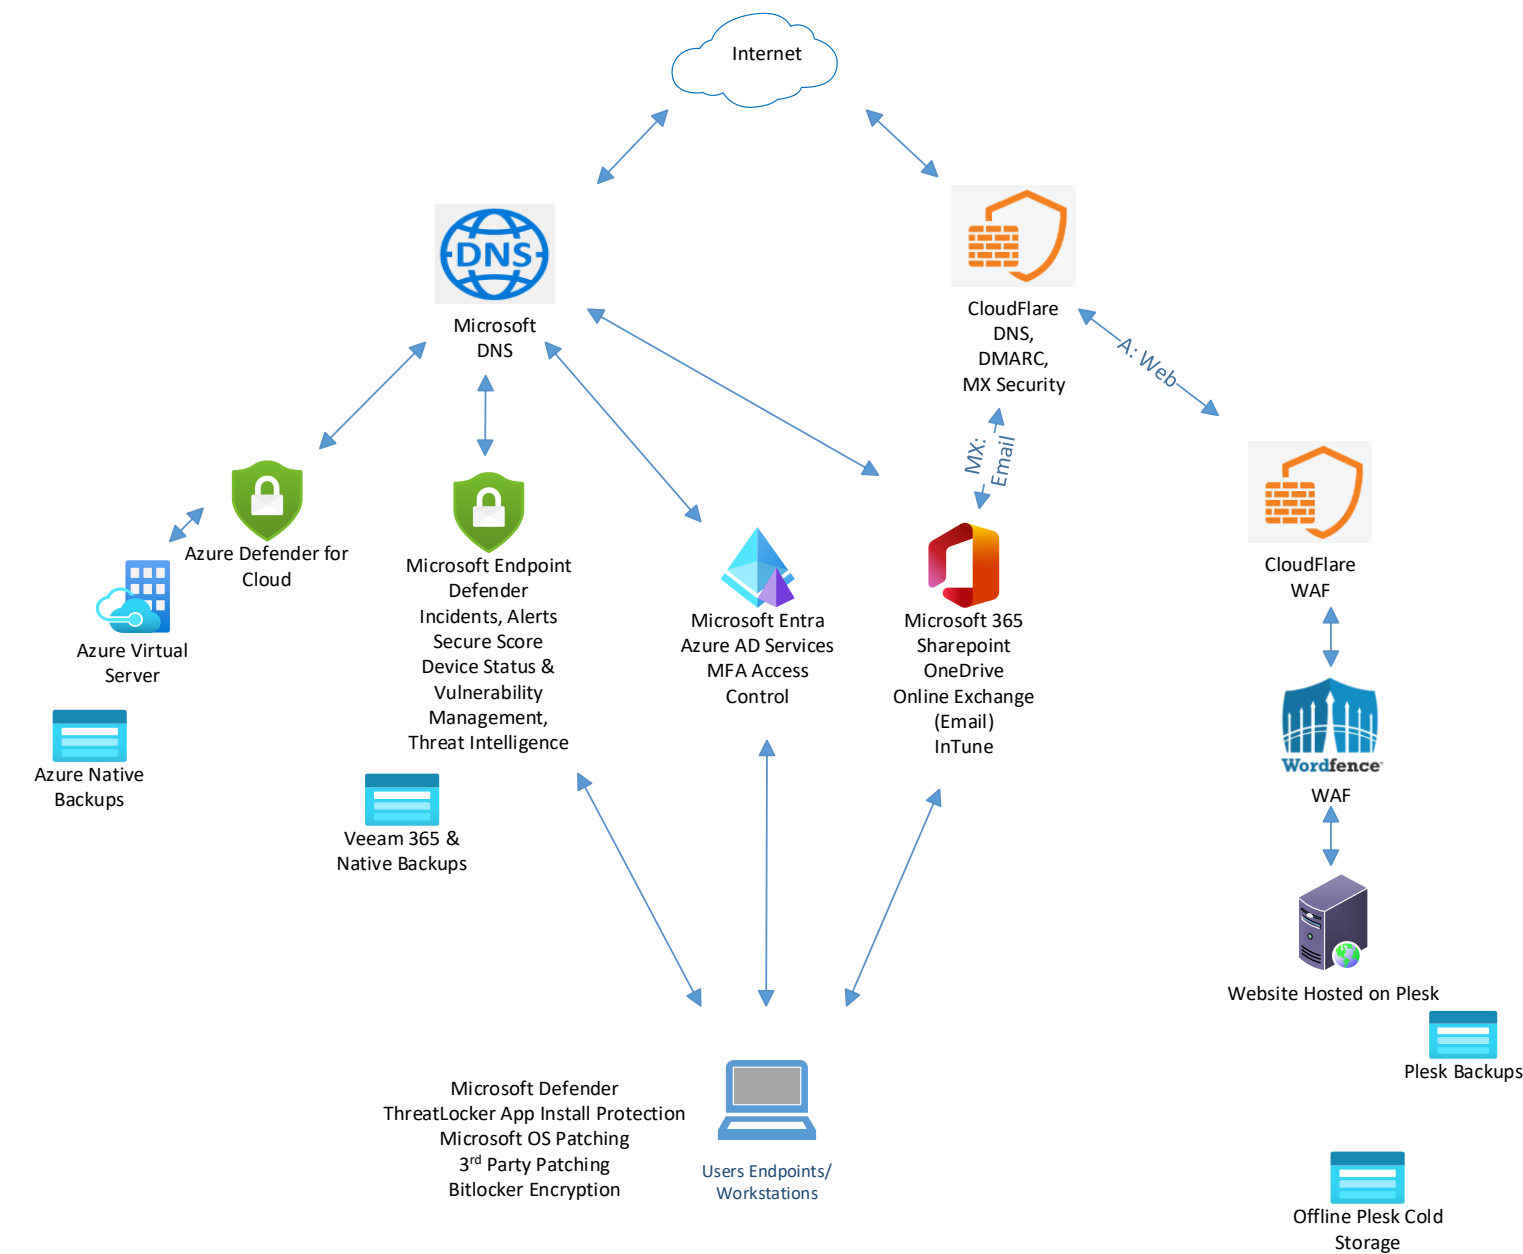 Internet
DNS
Microsoft
DNS
CloudFlare
DNS,
DMARC,
MX Security
A: Web
MX:
Email
Azure Defender for
Cloud
Azure Virtual
Server
Azure Native
Backups
Microsoft Endpoint
Defender
Incidents, Alerts
Secure Score
Device Status &
Vulnerability
Management,
Threat Intelligence
Veeam 365 &
Native Backups
Microsoft Entra
Azure AD Services
MFA Access
Control
Microsoft 365
Sharepoint
OneDrive
Online Exchange
(Email)
InTune
CloudFlare
WAF
Wordfence™
WAF
Website Hosted on Plesk
Plesk Backups
Offline Plesk Cold
Storage
Microsoft Defender
ThreatLocker App Install Protection
Microsoft OS Patching
3rd Party Patching
Bitlocker Encryption
Users Endpoints/
Workstations